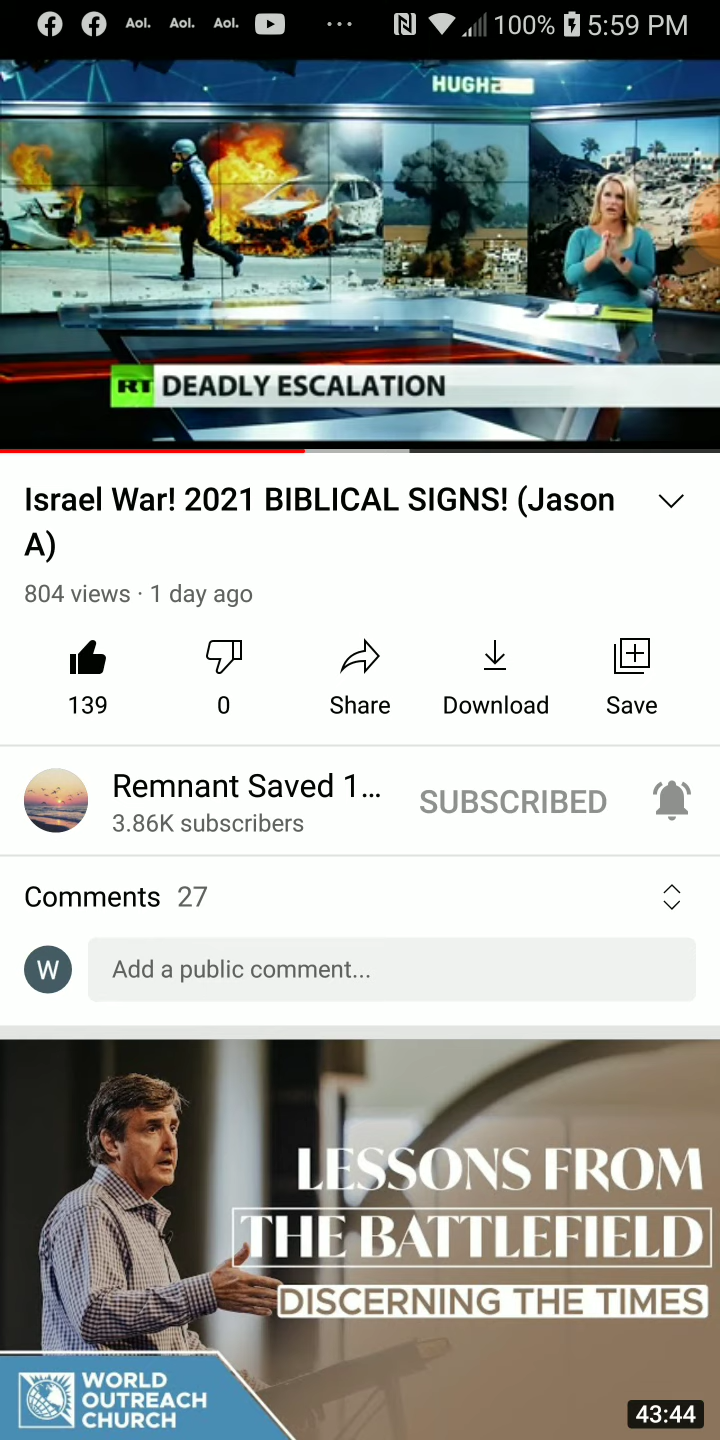 Aol. Aol. Aol. ... 100% 5:59 PM
RT DEADLY ESCALATION
Israel War! 2021 BIBLICAL SIGNS! (Jason
A)
804 views · 1 day ago
139 0 Share Download Save
Remnant Saved 1... SUBSCRIBED
3.86K subscribers
Comments 27
W Add a public comment...
LESSONS FROM
THE BATTLEFIELD
DISCERNING THE TIMES
WORLD
OUTREACH
CHURCH
43:44